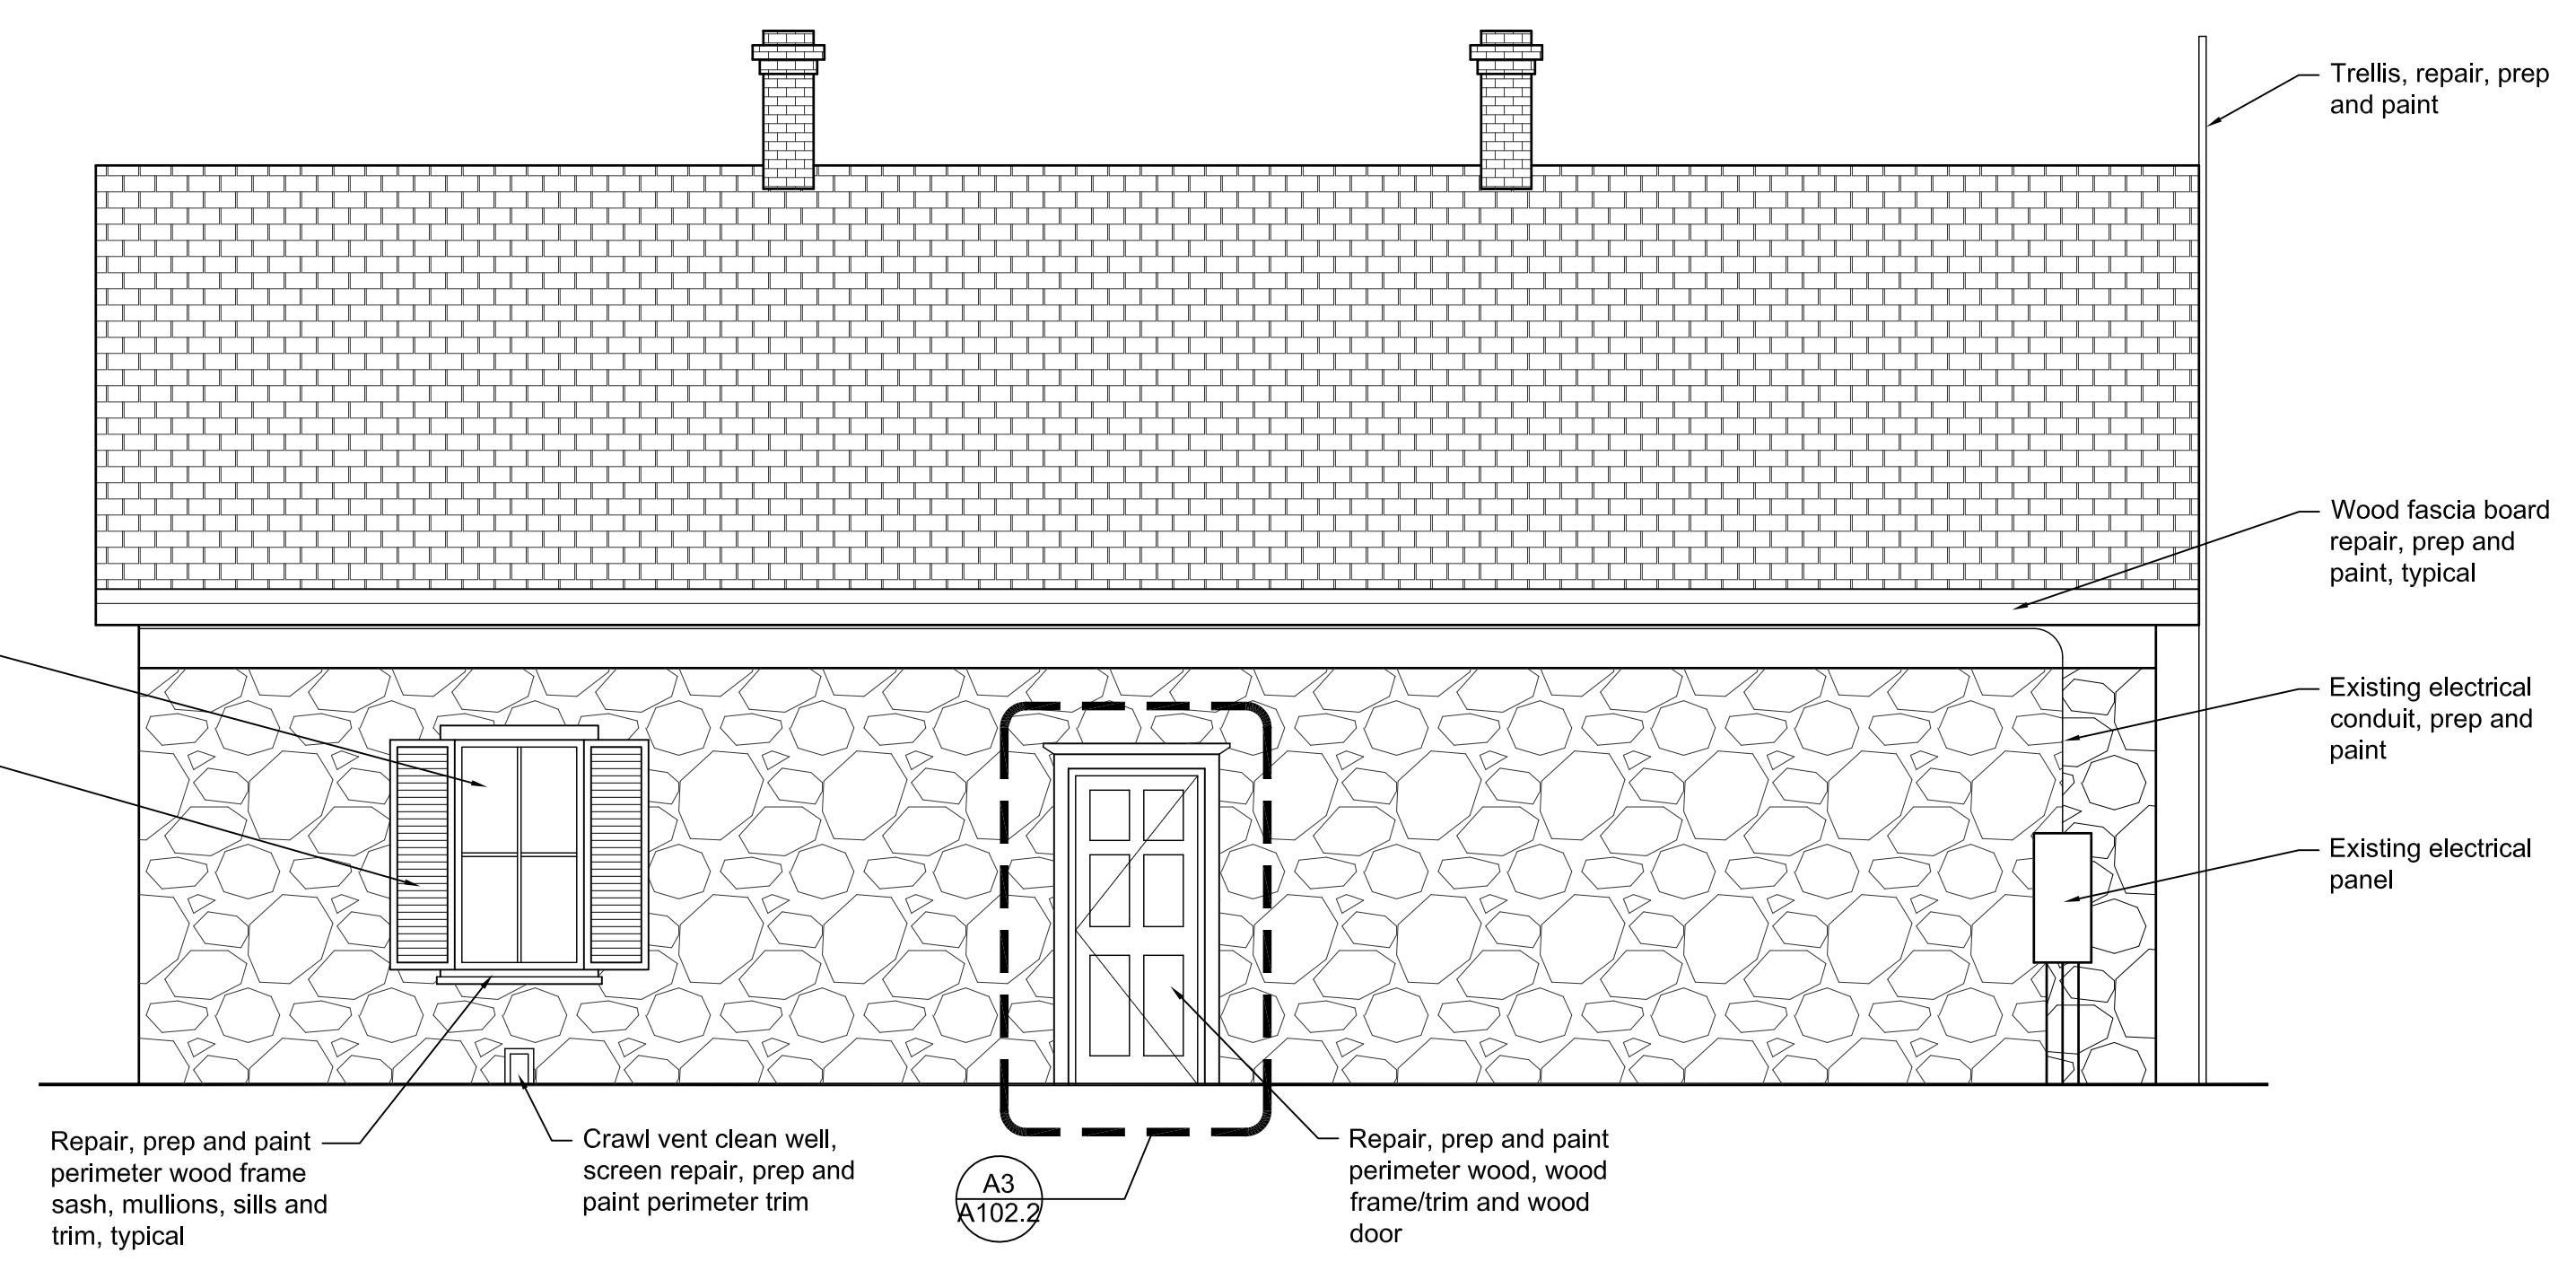 Trellis, repair, prep
and paint
Wood fascia board
repair, prep and
paint, typical
Existing electrical
conduit, prep and
paint
Existing electrical
panel
Repair, prep and paint
perimeter wood frame
sash, mullions, sills and
trim, typical
Crawl vent clean well,
screen repair, prep and
paint perimeter trim
A3
A102.2
Repair, prep and paint
perimeter wood, wood
frame/trim and wood
door